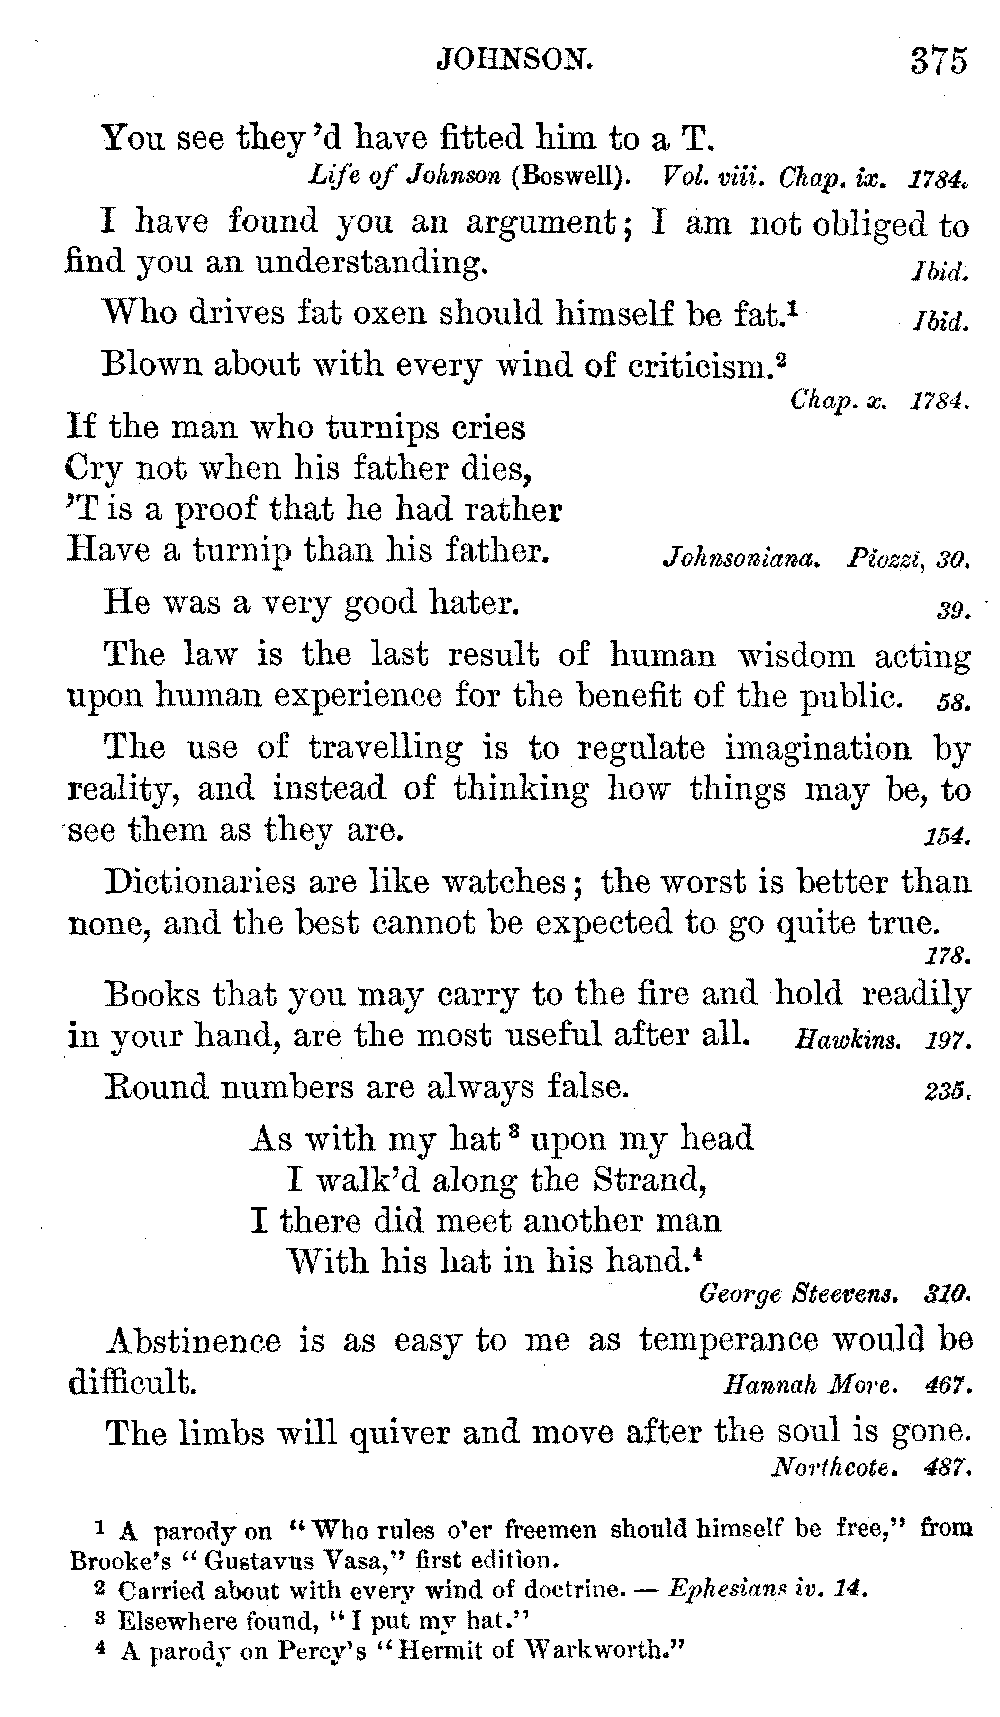 JOHNSON. 375
You see they 'd have fitted him to a T.
Life of Johnson (Boswell). Vol. viii. Chap. ix. 1784.
I have found you an argument; I am not obliged to
find you an understanding. Ibid.
Who drives fat oxen should himself be fat.¹ Ibid.
Blown about with every wind of criticism.²
Chap. x. 1784.
If the man who turnips cries
Cry not when his father dies,
'T is a proof that he had rather
Have a turnip than his father. Johnsoniana. Piozzi, 30.
He was a very good hater. 39.
The law is the last result of human wisdom acting
upon human experience for the benefit of the public. 58.
The use of travelling is to regulate imagination by
reality, and instead of thinking how things may be, to
see them as they are. 154.
Dictionaries are like watches; the worst is better than
none, and the best cannot be expected to go quite true.
178.
Books that you may carry to the fire and hold readily
in your hand, are the most useful after all. Hawkins. 197.
Round numbers are always false. 235.
As with my hat³ upon my head
I walk'd along the Strand,
I there did meet another man
With his hat in his hand.⁴
George Steevens. 310.
Abstinence is as easy to me as temperance would be
difficult. Hannah More. 467.
The limbs will quiver and move after the soul is gone.
Northcote. 487.
¹ A parody on "Who rules o'er freemen should himself be free," from
Brooke's "Gustavus Vasa," first edition.
² Carried about with every wind of doctrine. — Ephesians iv. 14.
³ Elsewhere found, "I put my hat."
⁴ A parody on Percy's "Hermit of Warkworth."